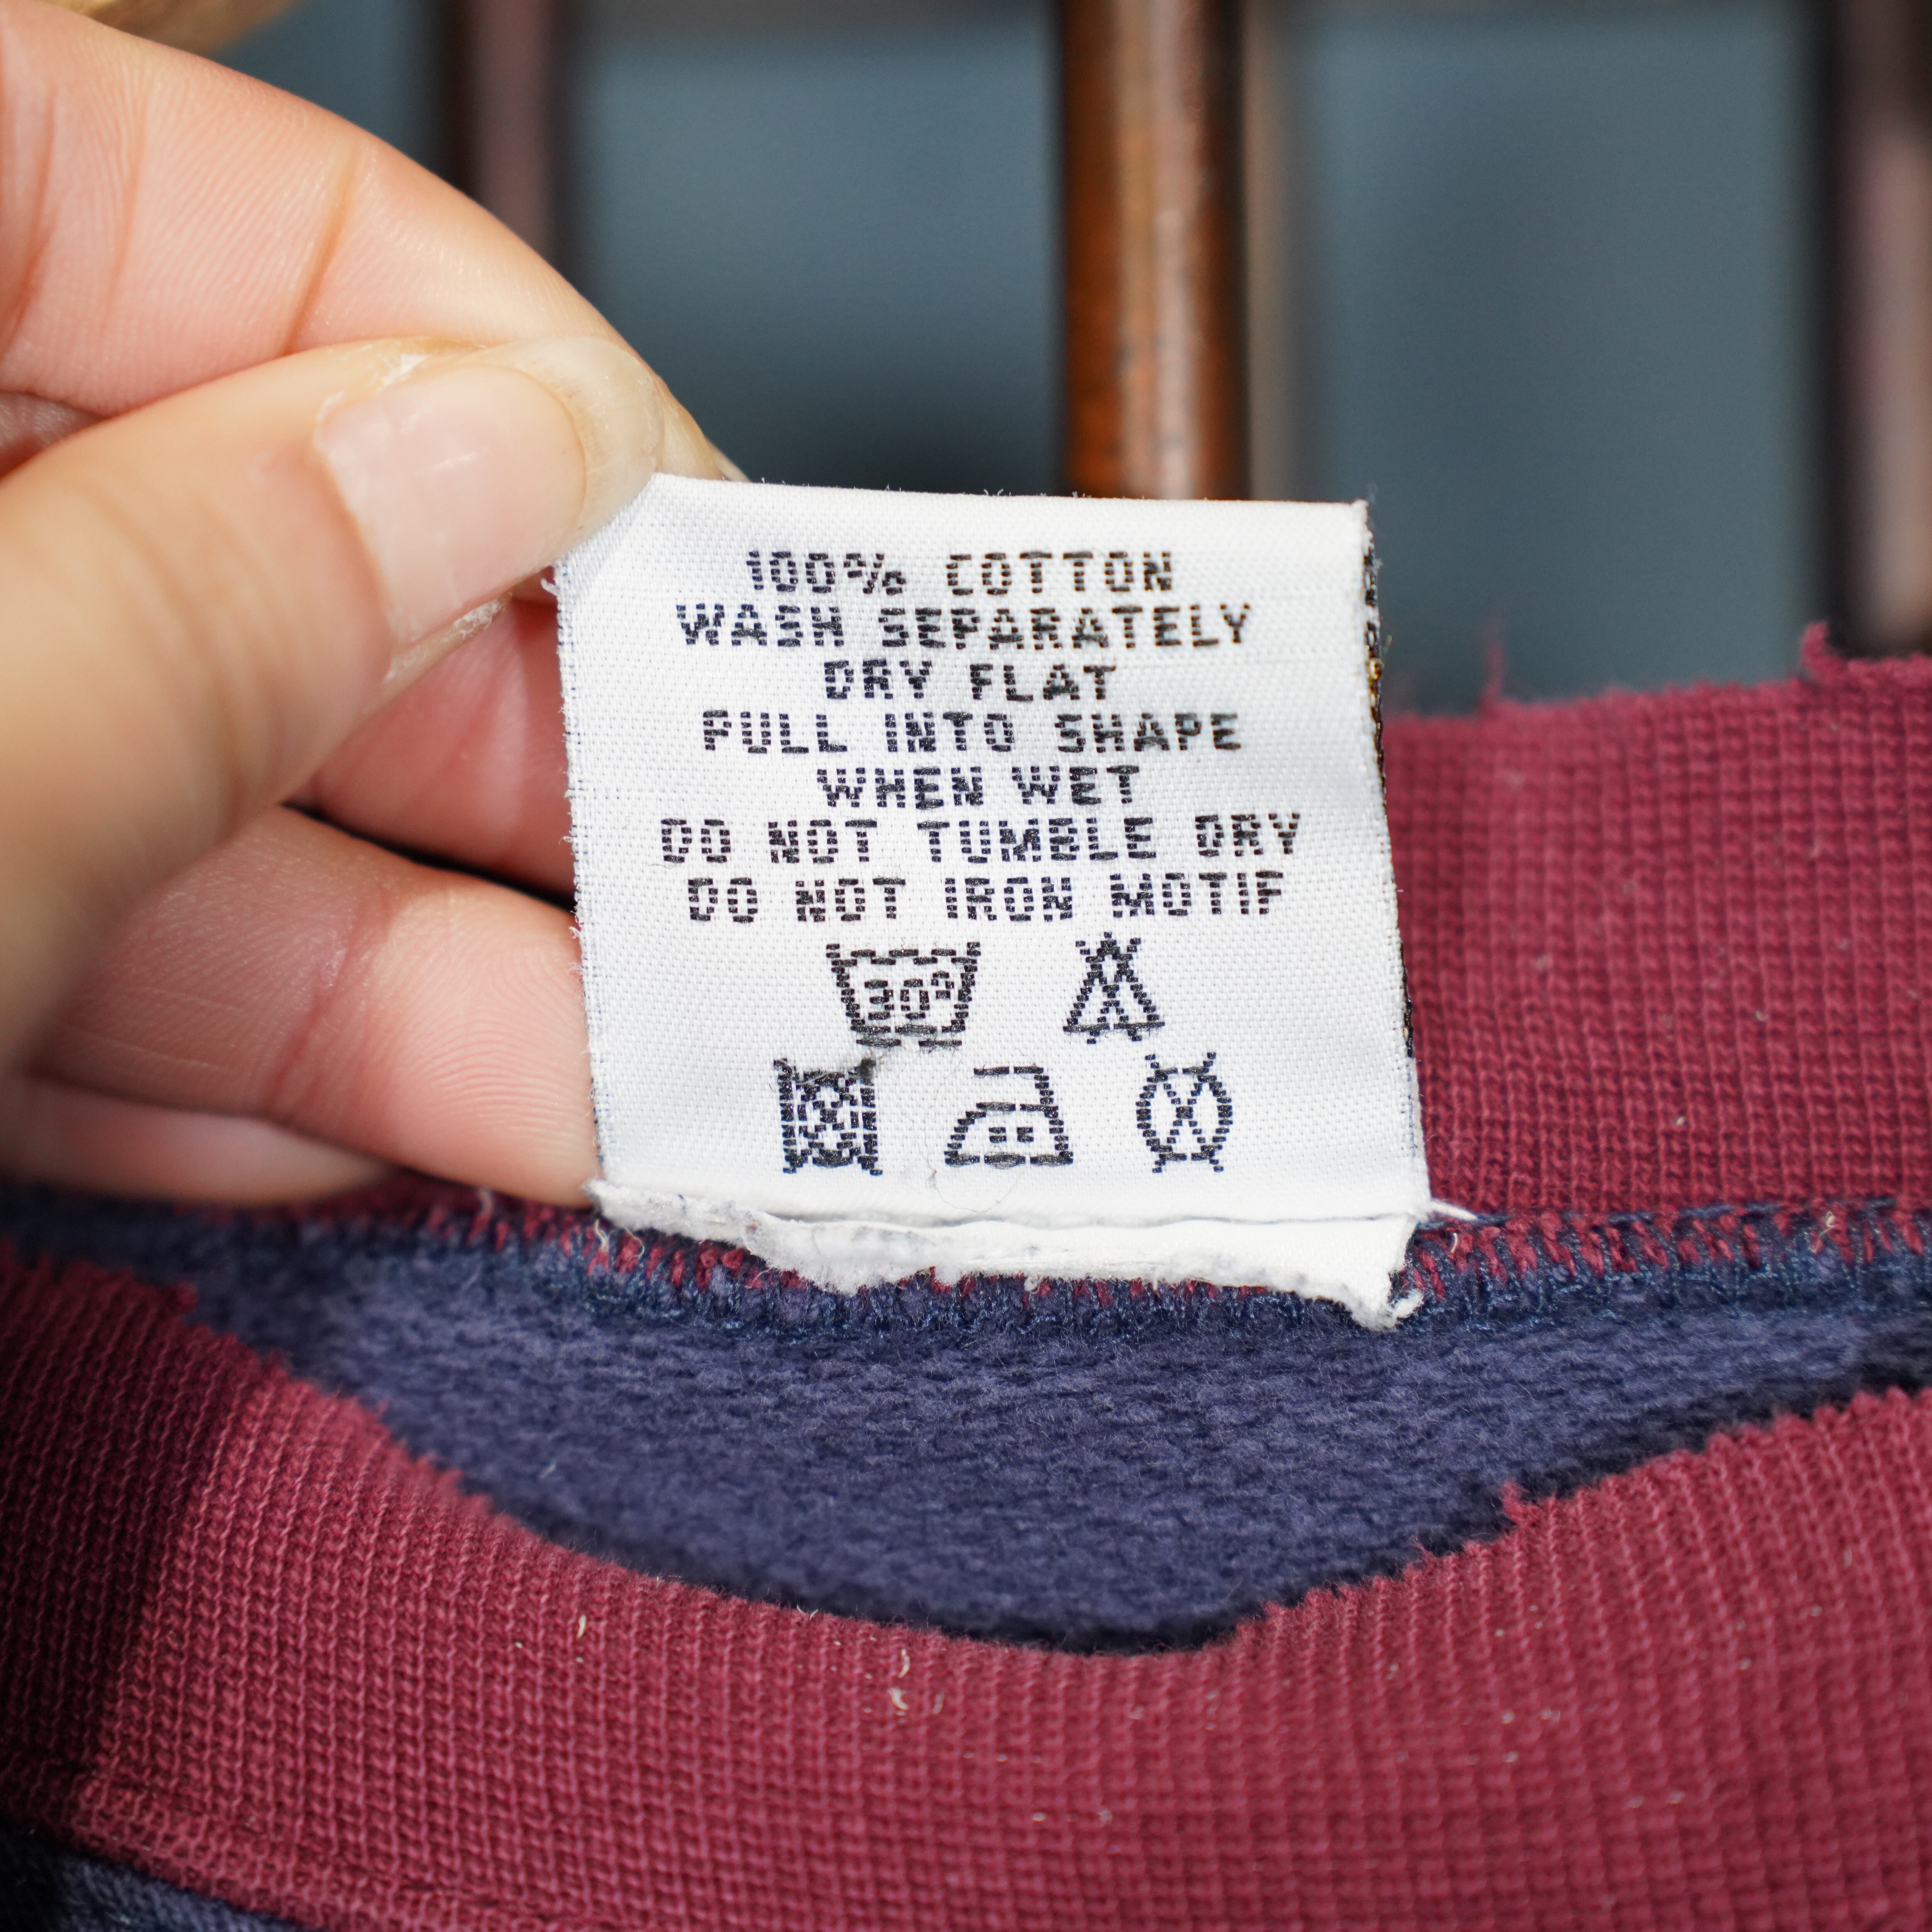 100% COTTON
WASH SEPARATELY
DRY FLAT
PULL INTO SHAPE
WHEN WET
DO NOT TUMBLE DRY
DO NOT IRON MOTIF
30°